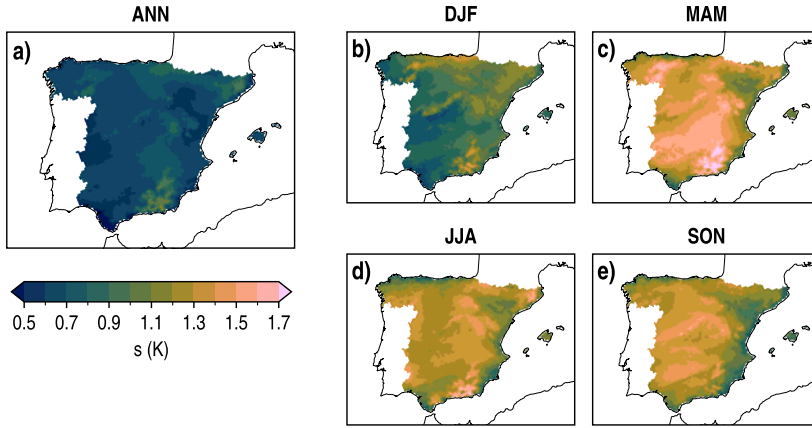 ANN
DJF
MAM
a)
b)
c)
JJA
SON
d)
e)
0.5 0.7 0.9 1.1 1.3 1.5 1.7
s (K)